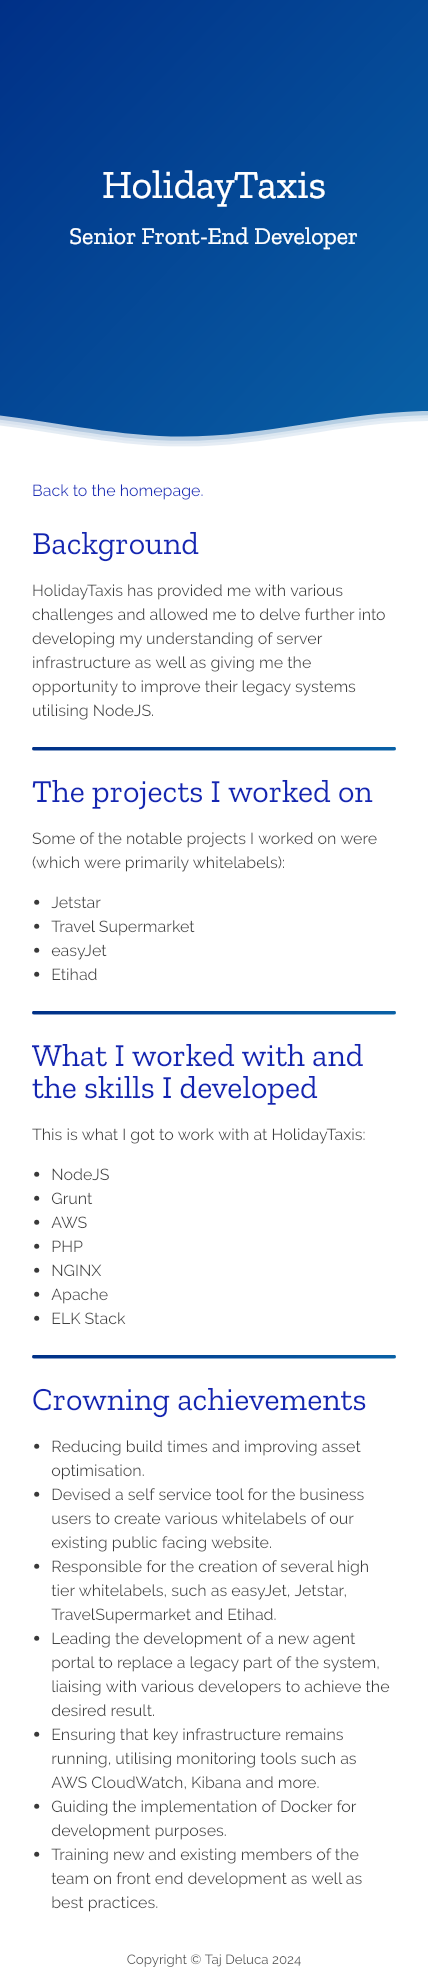 HolidayTaxis
Senior Front-End Developer
Back to the homepage.
Background
HolidayTaxis has provided me with various
challenges and allowed me to delve further into
developing my understanding of server
infrastructure as well as giving me the
opportunity to improve their legacy systems
utilising NodeJS.
The projects I worked on
Some of the notable projects I worked on were
(which were primarily whitelabels):
• Jetstar
• Travel Supermarket
• easyJet
• Etihad
What I worked with and
the skills I developed
This is what I got to work with at HolidayTaxis:
• NodeJS
• Grunt
• AWS
• PHP
• NGINX
• Apache
• ELK Stack
Crowning achievements
• Reducing build times and improving asset
optimisation.
• Devised a self service tool for the business
users to create various whitelabels of our
existing public facing website.
• Responsible for the creation of several high
tier whitelabels, such as easyJet, Jetstar,
TravelSupermarket and Etihad.
• Leading the development of a new agent
portal to replace a legacy part of the system,
liaising with various developers to achieve the
desired result.
• Ensuring that key infrastructure remains
running, utilising monitoring tools such as
AWS CloudWatch, Kibana and more.
• Guiding the implementation of Docker for
development purposes.
• Training new and existing members of the
team on front end development as well as
best practices.
Copyright © Taj Deluca 2024